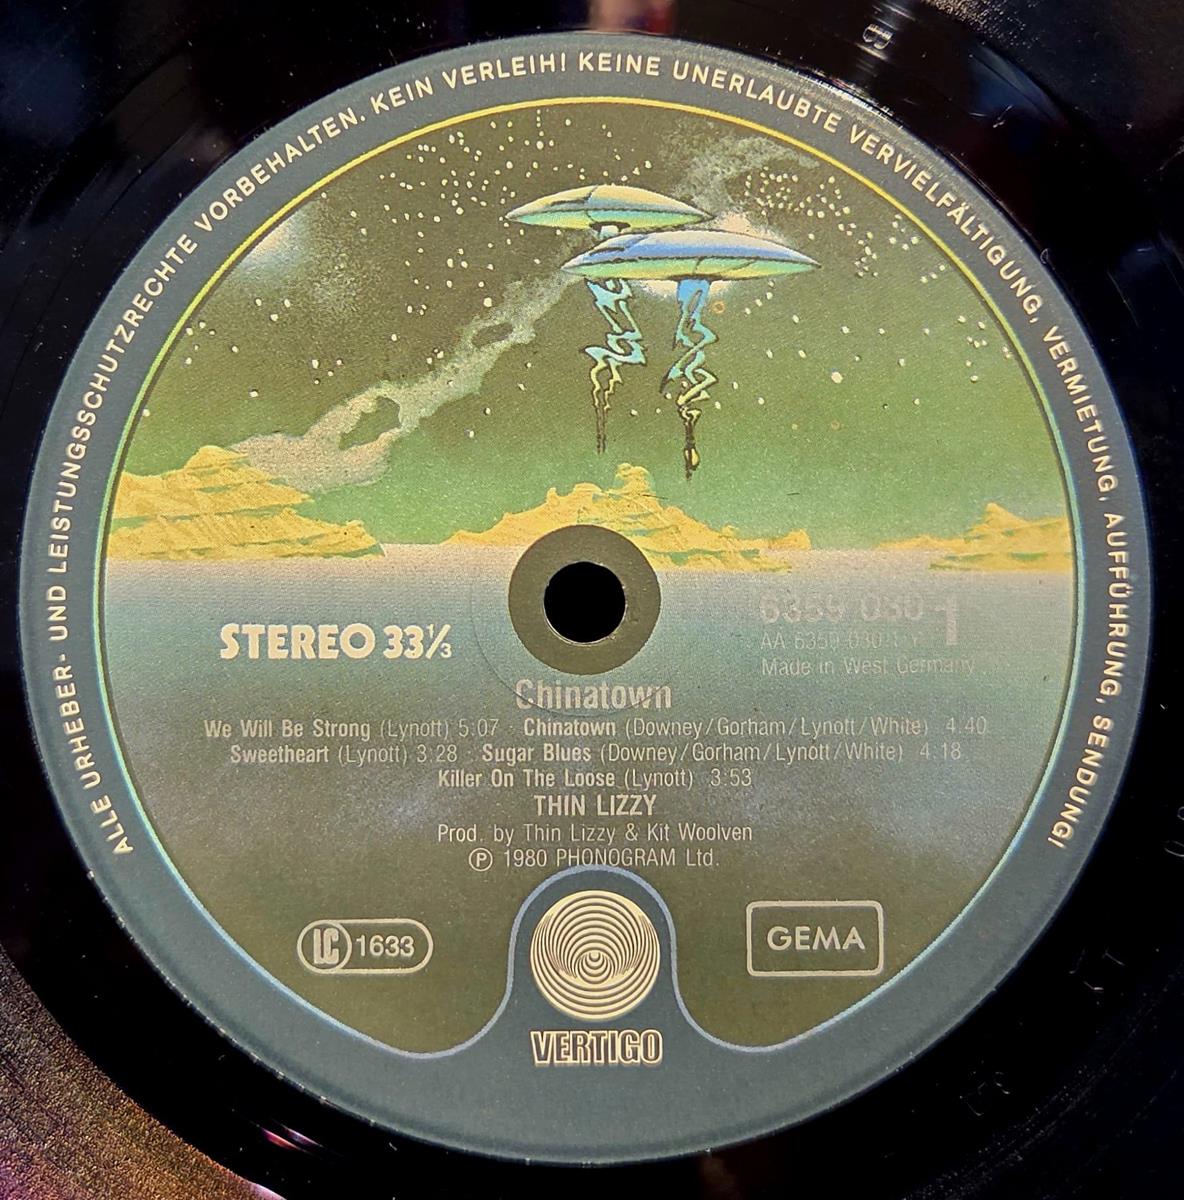 ALLE URHEBER- UND LEISTUNGSSCHUTZRECHTE VORBEHALTEN. KEIN VERLEIH! KEINE UNERLAUBTE VERVIELFÄLTIGUNG, VERMIETUNG, AUFFÜHRUNG, SENDUNG!
STEREO 33⅓
6359 030 1
Made in West Germany
Chinatown
We Will Be Strong (Lynott) 5:07 Chinatown (Downey/Gorham/Lynott/White) 4.40
Sweetheart (Lynott) 3:28 · Sugar Blues (Downey/Gorham/Lynott/White) 4.18
Killer On The Loose (Lynott) 3:53
THIN LIZZY
Prod. by Thin Lizzy & Kit Woolven
Ⓟ 1980 PHONOGRAM Ltd.
LC 1633
GEMA
VERTIGO